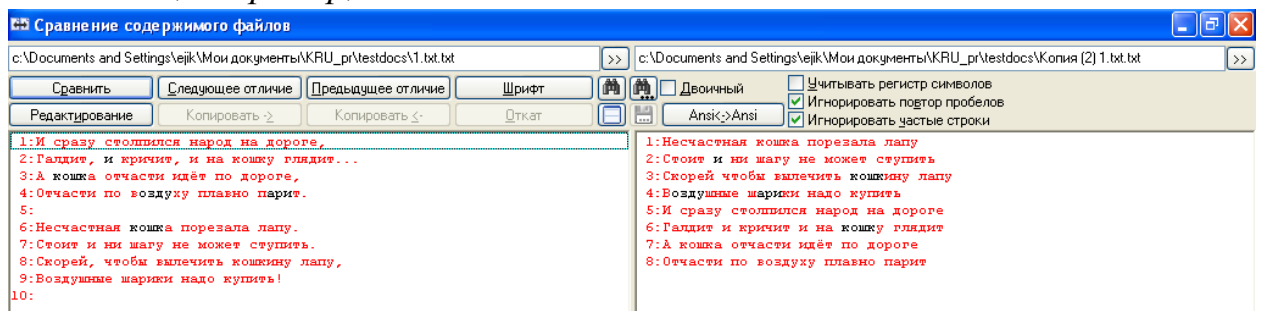 Сравнение содержимого файлов
c:\Documents and Settings\ejik\Мои документы\KRU_pr\testdocs\1.txt.txt >> c:\Documents and Settings\ejik\Мои документы\KRU_pr\testdocs\Копия (2) 1.txt.txt >>
Сравнить Следующее отличие Предыдущее отличие Шрифт Двоичный Учитывать регистр символов
Игнорировать повтор пробелов
Редактирование Копировать -> Копировать <- Откат Ansi<->Ansi Игнорировать частые строки
1:И сразу столпился народ на дороге,
2:Галдит, и кричит, и на кошку глядит...
3:А кошка отчасти идёт по дороге,
4:Отчасти по воздуху плавно парит.
5:
6:Несчастная кошка порезала лапу.
7:Стоит и ни шагу не может ступить.
8:Скорей, чтобы вылечить кошкину лапу,
9:Воздушные шарики надо купить!
10:
1:Несчастная кошка порезала лапу
2:Стоит и ни шагу не может ступить
3:Скорей чтобы вылечить кошкину лапу
4:Воздушные шарики надо купить
5:И сразу столпился народ на дороге
6:Галдит и кричит и на кошку глядит
7:А кошка отчасти идёт по дороге
8:Отчасти по воздуху плавно парит